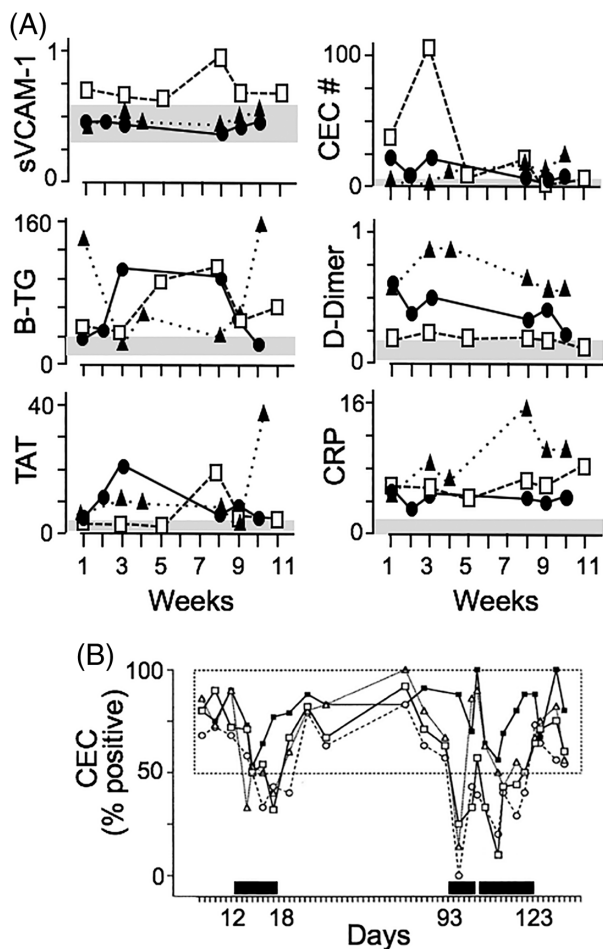 (A)
sVCAM-1
1
0
CEC #
100
0
B-TG
160
0
D-Dimer
1
0
TAT
40
0
1 3 5 7 9 11
Weeks
CRP
16
0
1 3 5 7 9 11
Weeks
(B)
CEC
(% positive)
100
50
0
12 18 93 123
Days